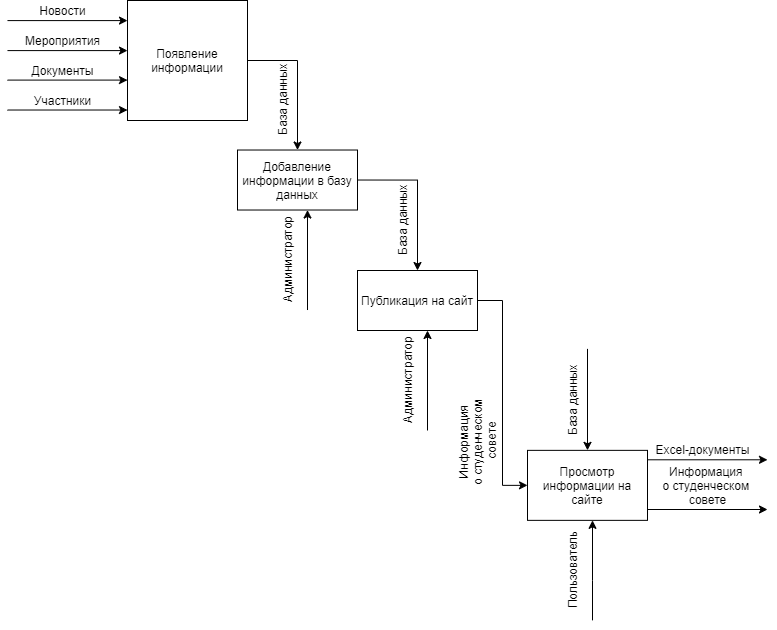 Новости
Мероприятия
Документы
Участники
Появление
информации
База данных
Добавление
информации в базу
данных
Администратор
База данных
Публикация на сайт
Администратор
Информация
о студенческом
совете
База данных
Просмотр
информации на
сайте
Пользователь
Excel-документы
Информация
о студенческом
совете